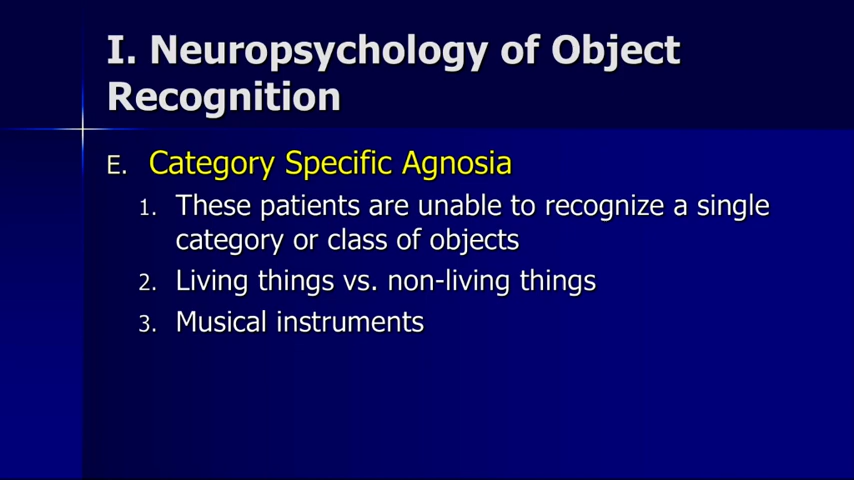 I. Neuropsychology of Object
Recognition
E. Category Specific Agnosia
1. These patients are unable to recognize a single
category or class of objects
2. Living things vs. non-living things
3. Musical instruments